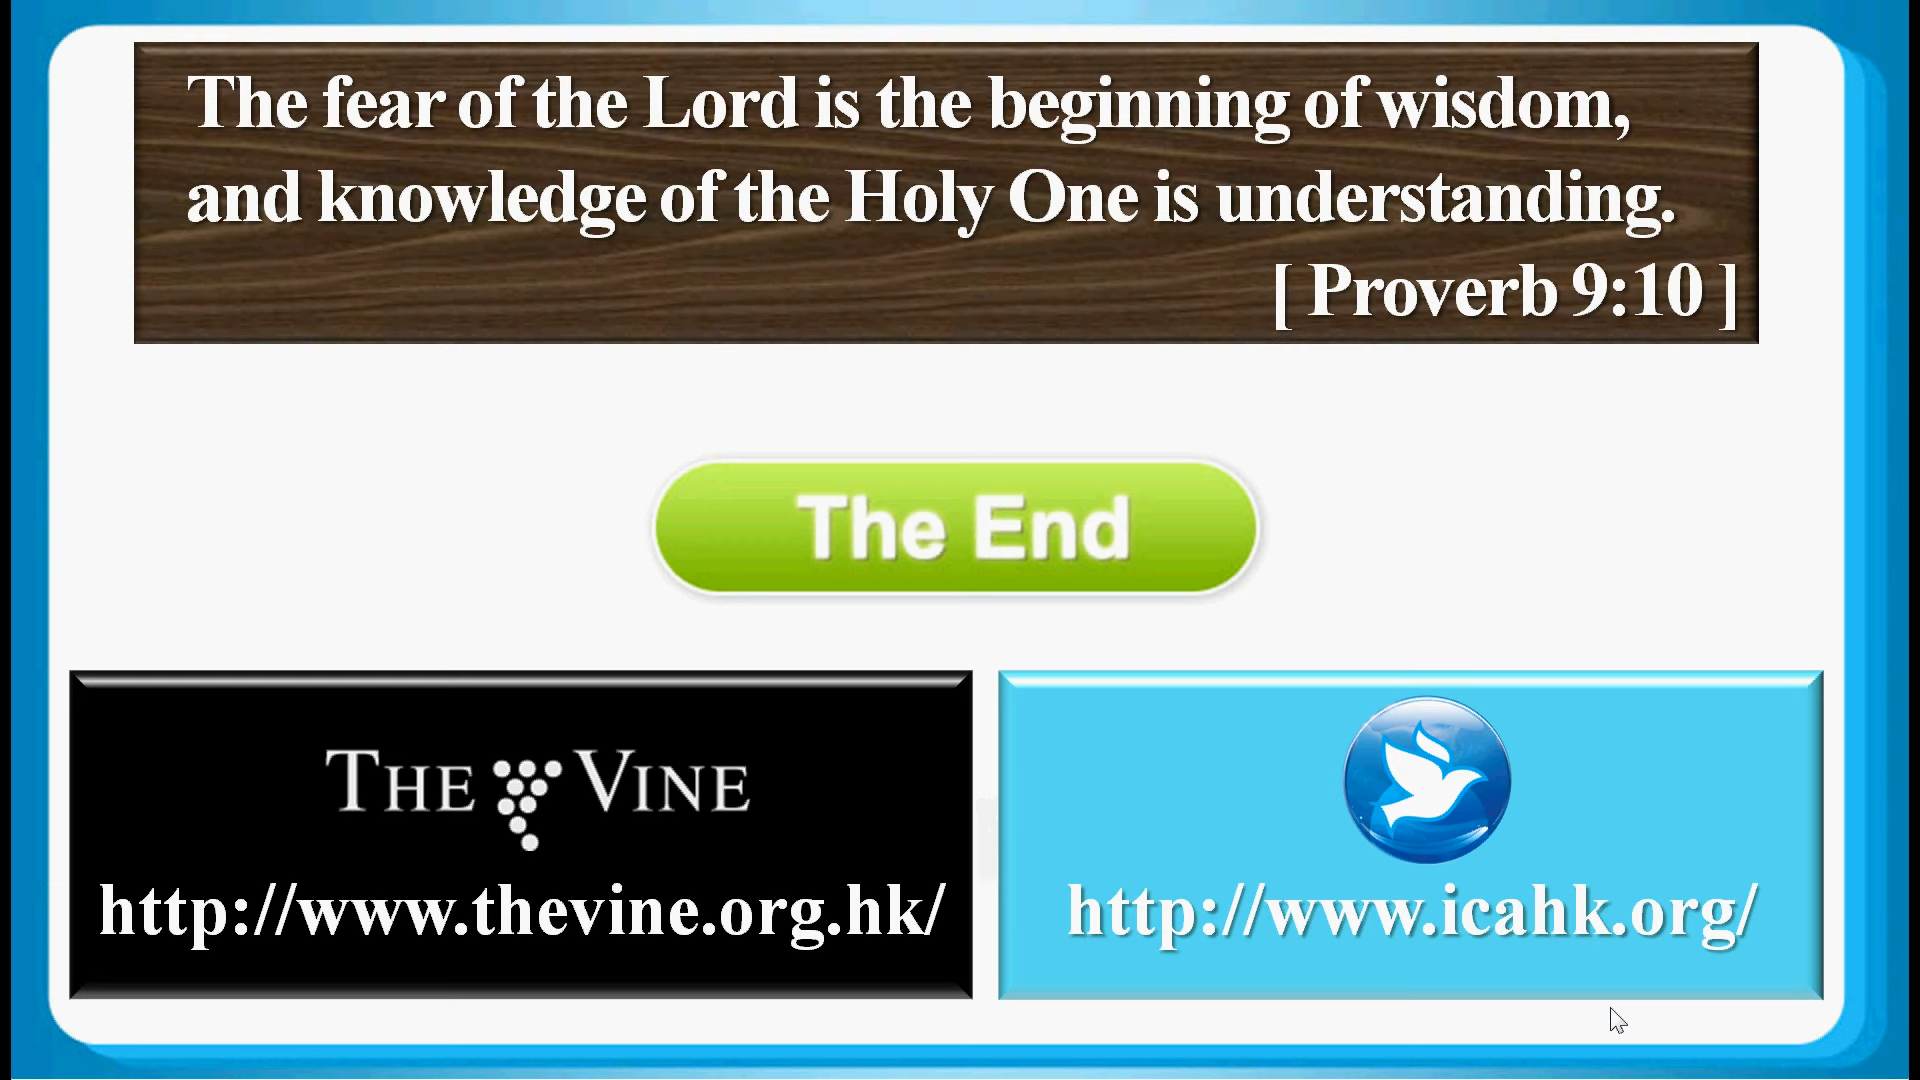 The fear of the Lord is the beginning of wisdom,
and knowledge of the Holy One is understanding.
[ Proverb 9:10 ]
The End
THE VINE
http://www.thevine.org.hk/
http://www.icahk.org/